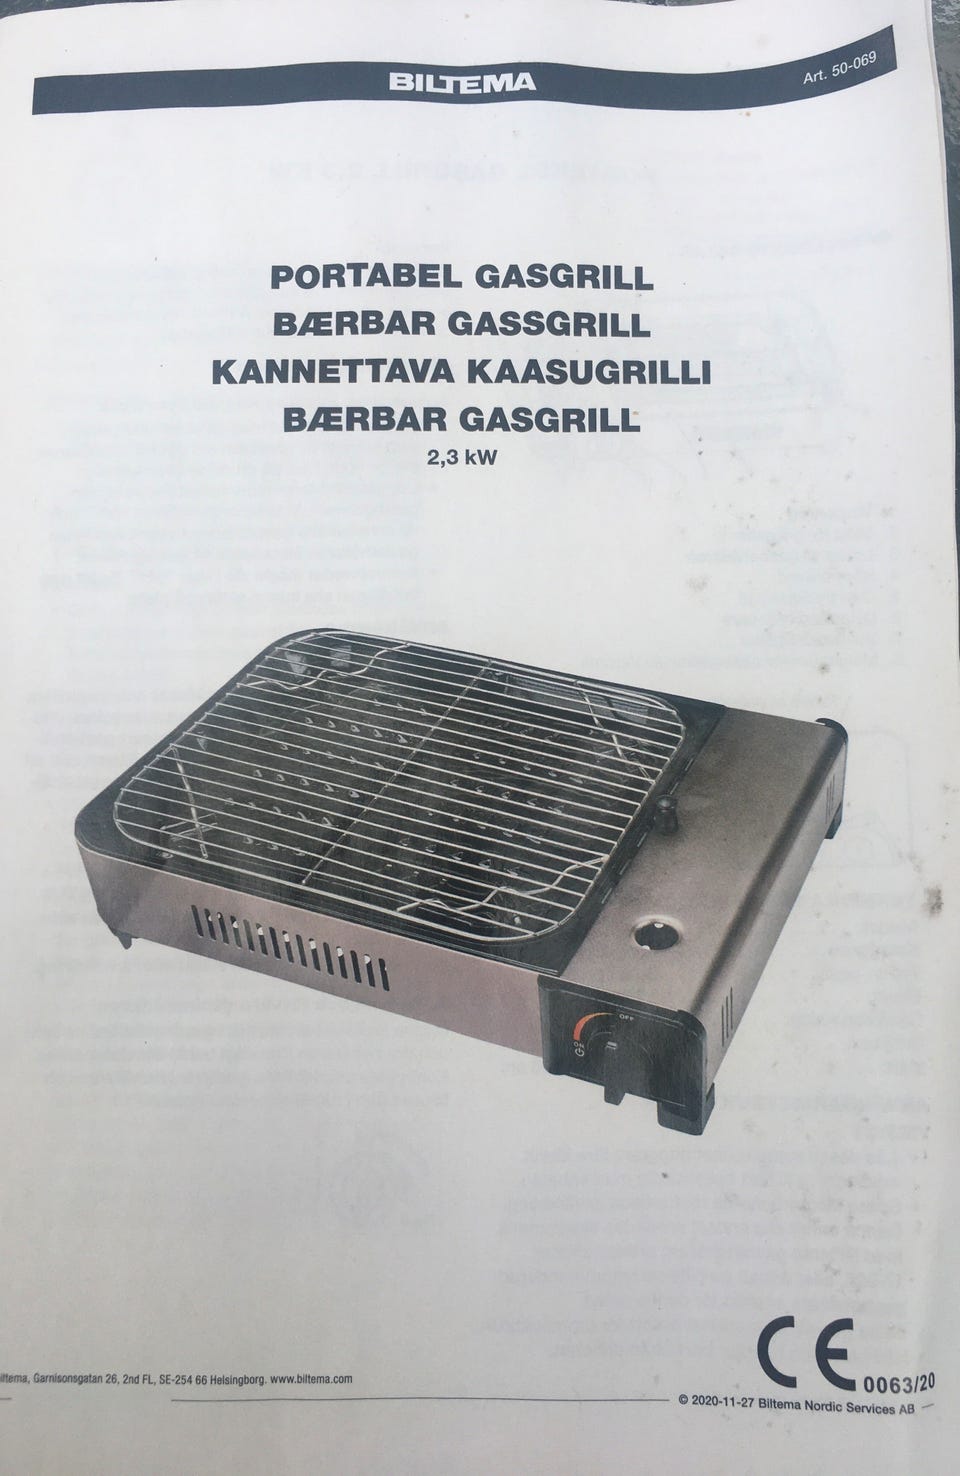 BILTEMA
Art. 50-069
PORTABEL GASGRILL
BÆRBAR GASSGRILL
KANNETTAVA KAASUGRILLI
BÆRBAR GASGRILL
2,3 kW
OFF
ON
Garnisonsgatan 26, 2nd FL, SE-254 66 Helsingborg. www.biltema.com
CE
0063/20
© 2020-11-27 Biltema Nordic Services AB